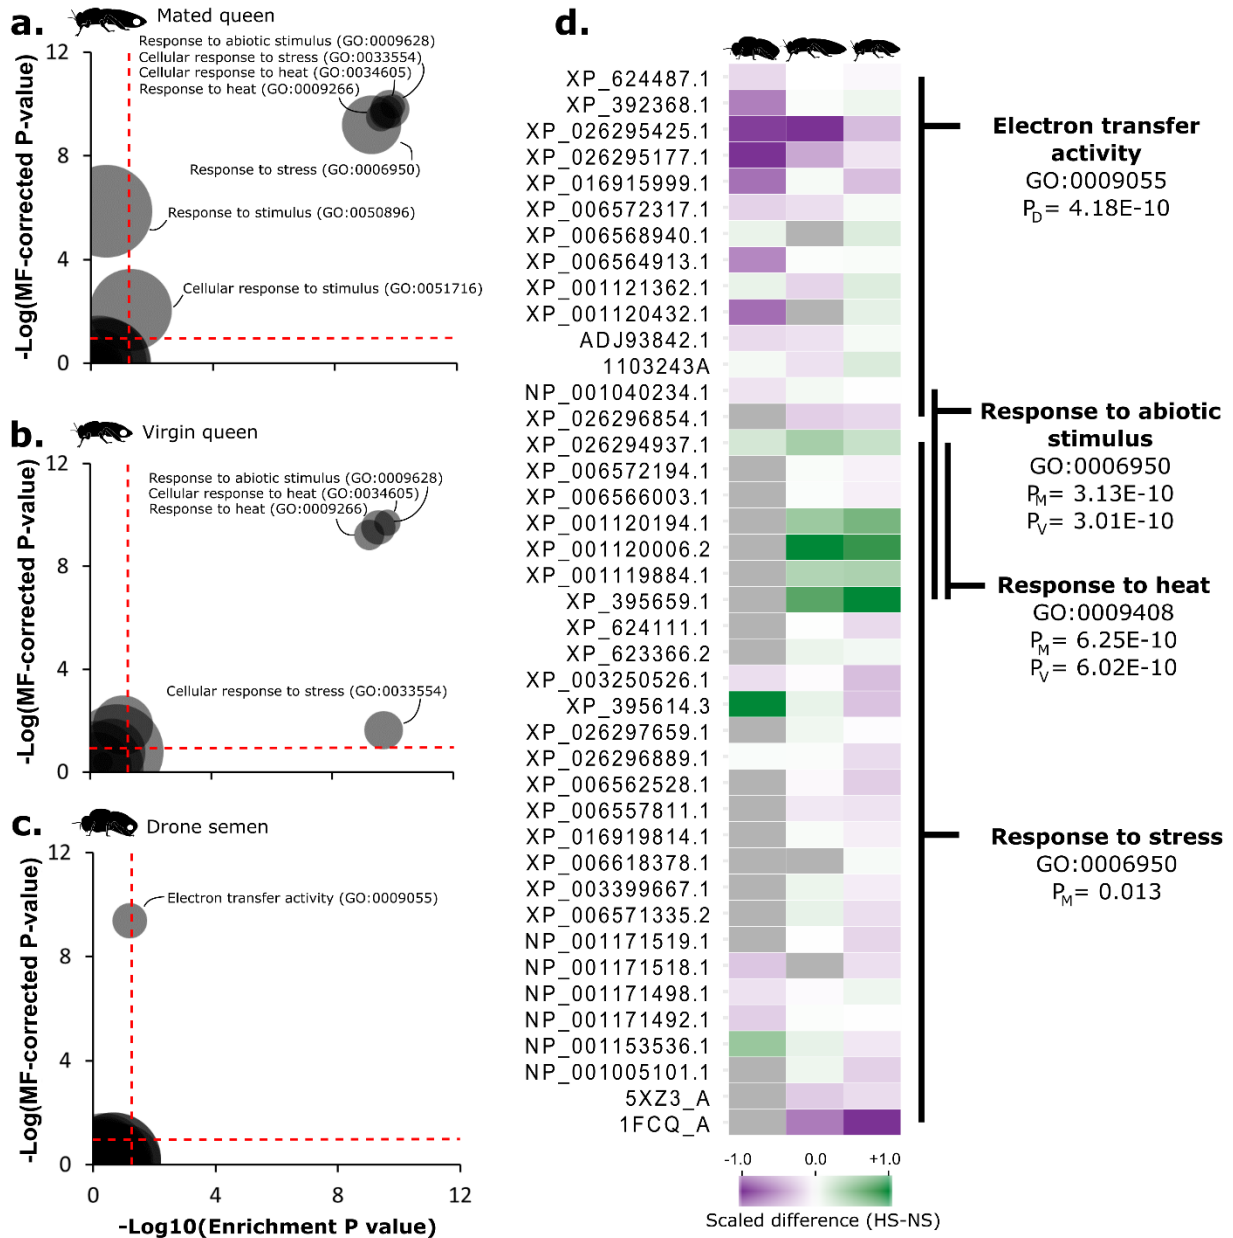 a.
Mated queen
-Log(MF-corrected P-value)
12
8
4
0
Response to abiotic stimulus (GO:0009628)
Cellular response to stress (GO:0033554)
Cellular response to heat (GO:0034605)
Response to heat (GO:0009266)
Response to stress (GO:0006950)
Response to stimulus (GO:0050896)
Cellular response to stimulus (GO:0051716)
b.
Virgin queen
-Log(MF-corrected P-value)
12
8
4
0
Response to abiotic stimulus (GO:0009628)
Cellular response to heat (GO:0034605)
Response to heat (GO:0009266)
Cellular response to stress (GO:0033554)
c.
Drone semen
-Log(MF-corrected P-value)
12
8
4
0
Electron transfer activity (GO:0009055)
0 4 8 12
-Log10(Enrichment P value)
d.
XP_624487.1
XP_392368.1
XP_026295425.1
XP_026295177.1
XP_016915999.1
XP_006572317.1
XP_006568940.1
XP_006564913.1
XP_001121362.1
XP_001120432.1
ADJ93842.1
1103243A
NP_001040234.1
XP_026296854.1
XP_026294937.1
XP_006572194.1
XP_006566003.1
XP_001120194.1
XP_001120006.2
XP_001119884.1
XP_395659.1
XP_624111.1
XP_623366.2
XP_003250526.1
XP_395614.3
XP_026297659.1
XP_026296889.1
XP_006562528.1
XP_006557811.1
XP_016919814.1
XP_006618378.1
XP_003399667.1
XP_006571335.2
NP_001171519.1
NP_001171518.1
NP_001171498.1
NP_001171492.1
NP_001153536.1
NP_001005101.1
5XZ3_A
1FCQ_A
-1.0 0.0 +1.0
Scaled difference (HS-NS)
Electron transfer
activity
GO:0009055
PD= 4.18E-10
Response to abiotic
stimulus
GO:0006950
PM= 3.13E-10
PV= 3.01E-10
Response to heat
GO:0009408
PM= 6.25E-10
PV= 6.02E-10
Response to stress
GO:0006950
PM= 0.013